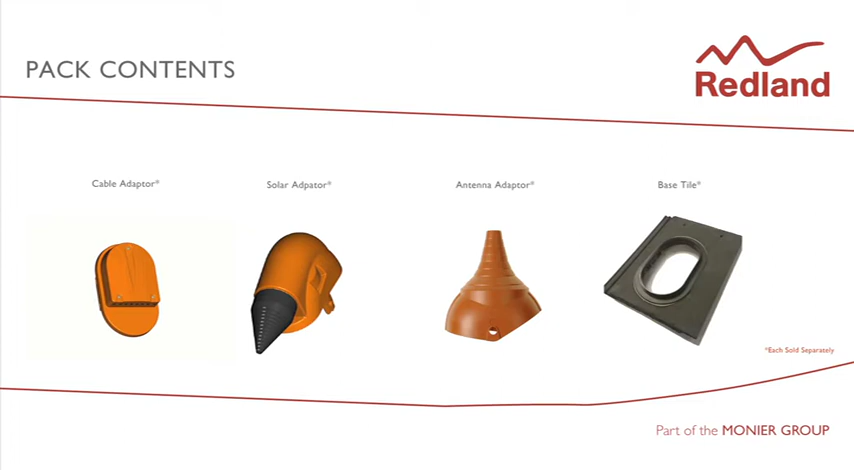 PACK CONTENTS
Redland
Cable Adaptor*
Solar Adpator*
Antenna Adaptor*
Base Tile*
*Each Sold Separately
Part of the MONIER GROUP